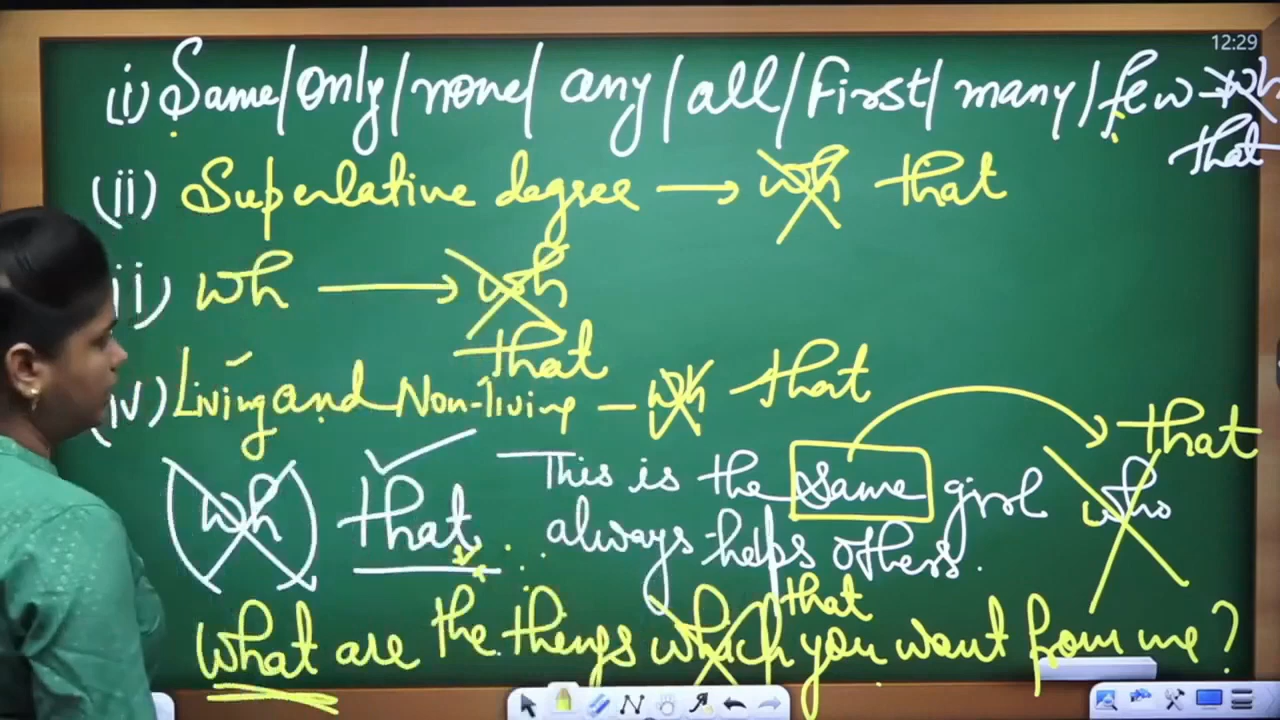 12:29
(i) Same/only/none/any/all/First/many/few → wh
that
(ii) Superlative degree → wh that
ii) wh → wh
that
iv) Living and Non-living – wh that
that
wh that This is the same girl who
always helps others.
that
What are the things which you want from me?